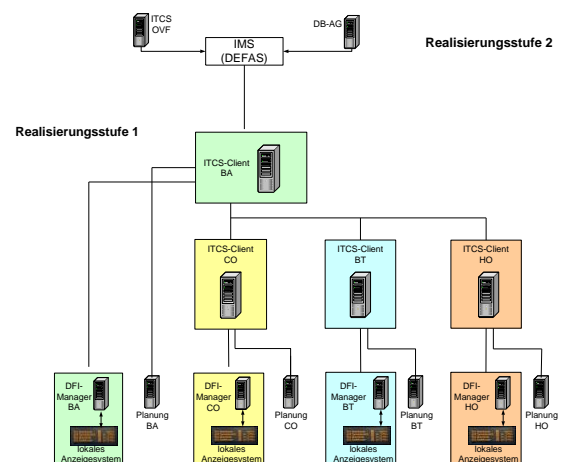 ITCS
OVF
DB-AG
IMS
(DEFAS)
Realisierungsstufe 2
Realisierungsstufe 1
ITCS-Client
BA
ITCS-Client
CO
ITCS-Client
BT
ITCS-Client
HO
DFI-
Manager
BA
Planung
BA
DFI-
Manager
CO
Planung
CO
DFI-
Manager
BT
Planung
BT
DFI-
Manager
HO
Planung
HO
lokales
Anzeigesystem
lokales
Anzeigesystem
lokales
Anzeigesystem
lokales
Anzeigesystem